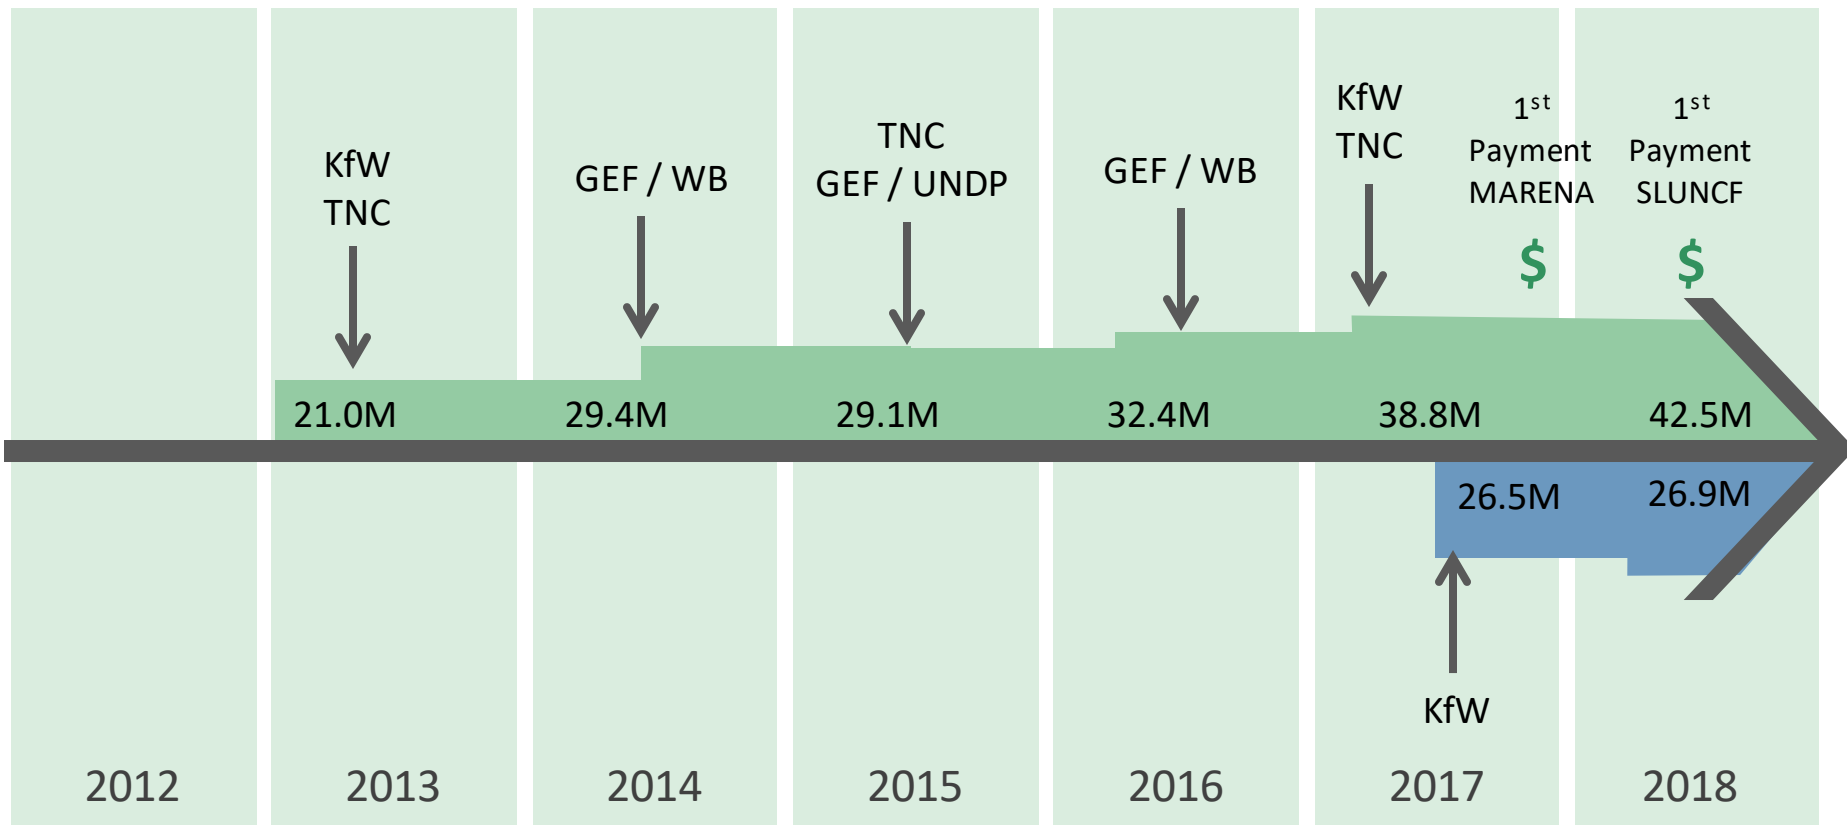 KfW
TNC
GEF / WB
TNC
GEF / UNDP
GEF / WB
KfW
TNC
1st
Payment
MARENA
$
1st
Payment
SLUNCF
$
21.0M
29.4M
29.1M
32.4M
38.8M
42.5M
26.5M
26.9M
KfW
2012
2013
2014
2015
2016
2017
2018